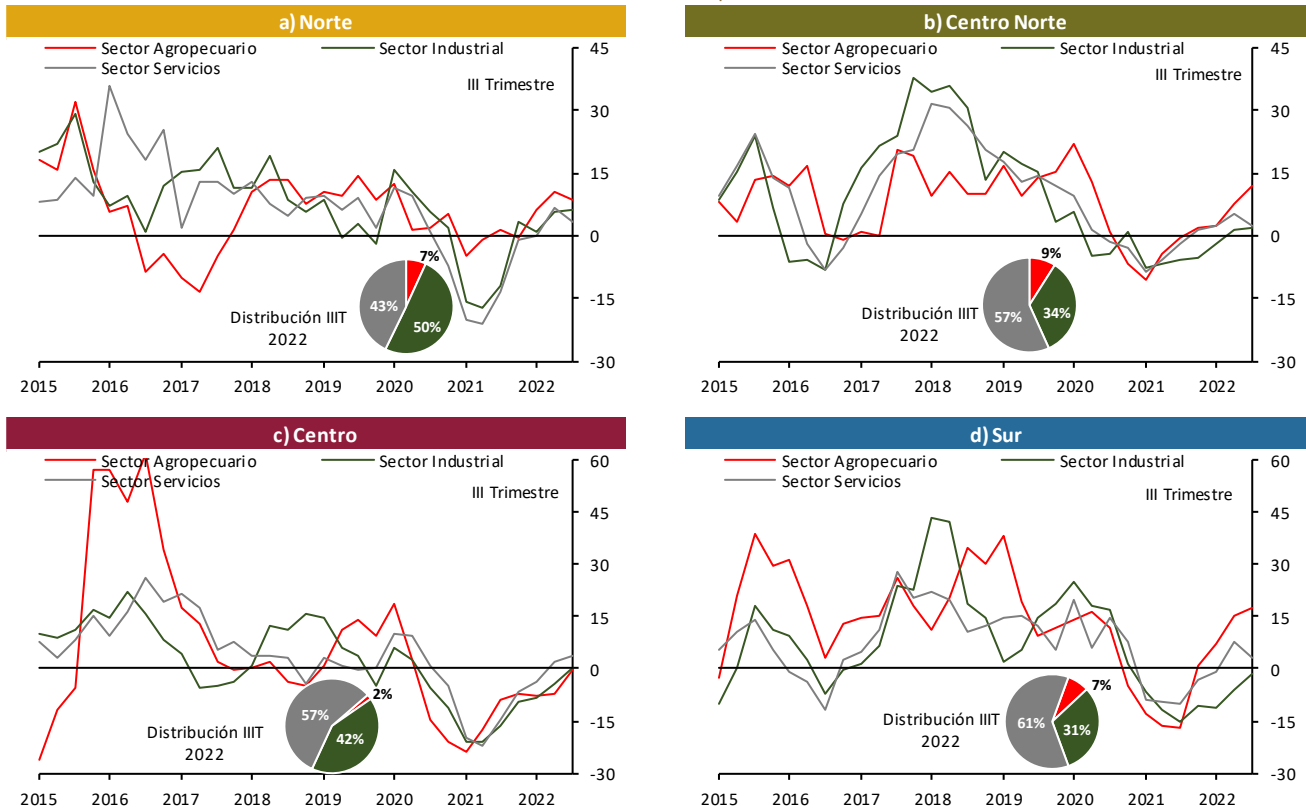 a) Norte
Sector Agropecuario
Sector Industrial
Sector Servicios
III Trimestre
45
30
15
0
-15
-30
7%
43%
50%
Distribución IIIT
2022
2015 2016 2017 2018 2019 2020 2021 2022
b) Centro Norte
Sector Agropecuario
Sector Industrial
Sector Servicios
III Trimestre
45
30
15
0
-15
-30
9%
57%
34%
Distribución IIIT
2022
2015 2016 2017 2018 2019 2020 2021 2022
c) Centro
Sector Agropecuario
Sector Industrial
Sector Servicios
III Trimestre
60
45
30
15
0
-15
-30
2%
57%
42%
Distribución IIIT
2022
2015 2016 2017 2018 2019 2020 2021 2022
d) Sur
Sector Agropecuario
Sector Industrial
Sector Servicios
III Trimestre
60
45
30
15
0
-15
-30
7%
61%
31%
Distribución IIIT
2022
2015 2016 2017 2018 2019 2020 2021 2022